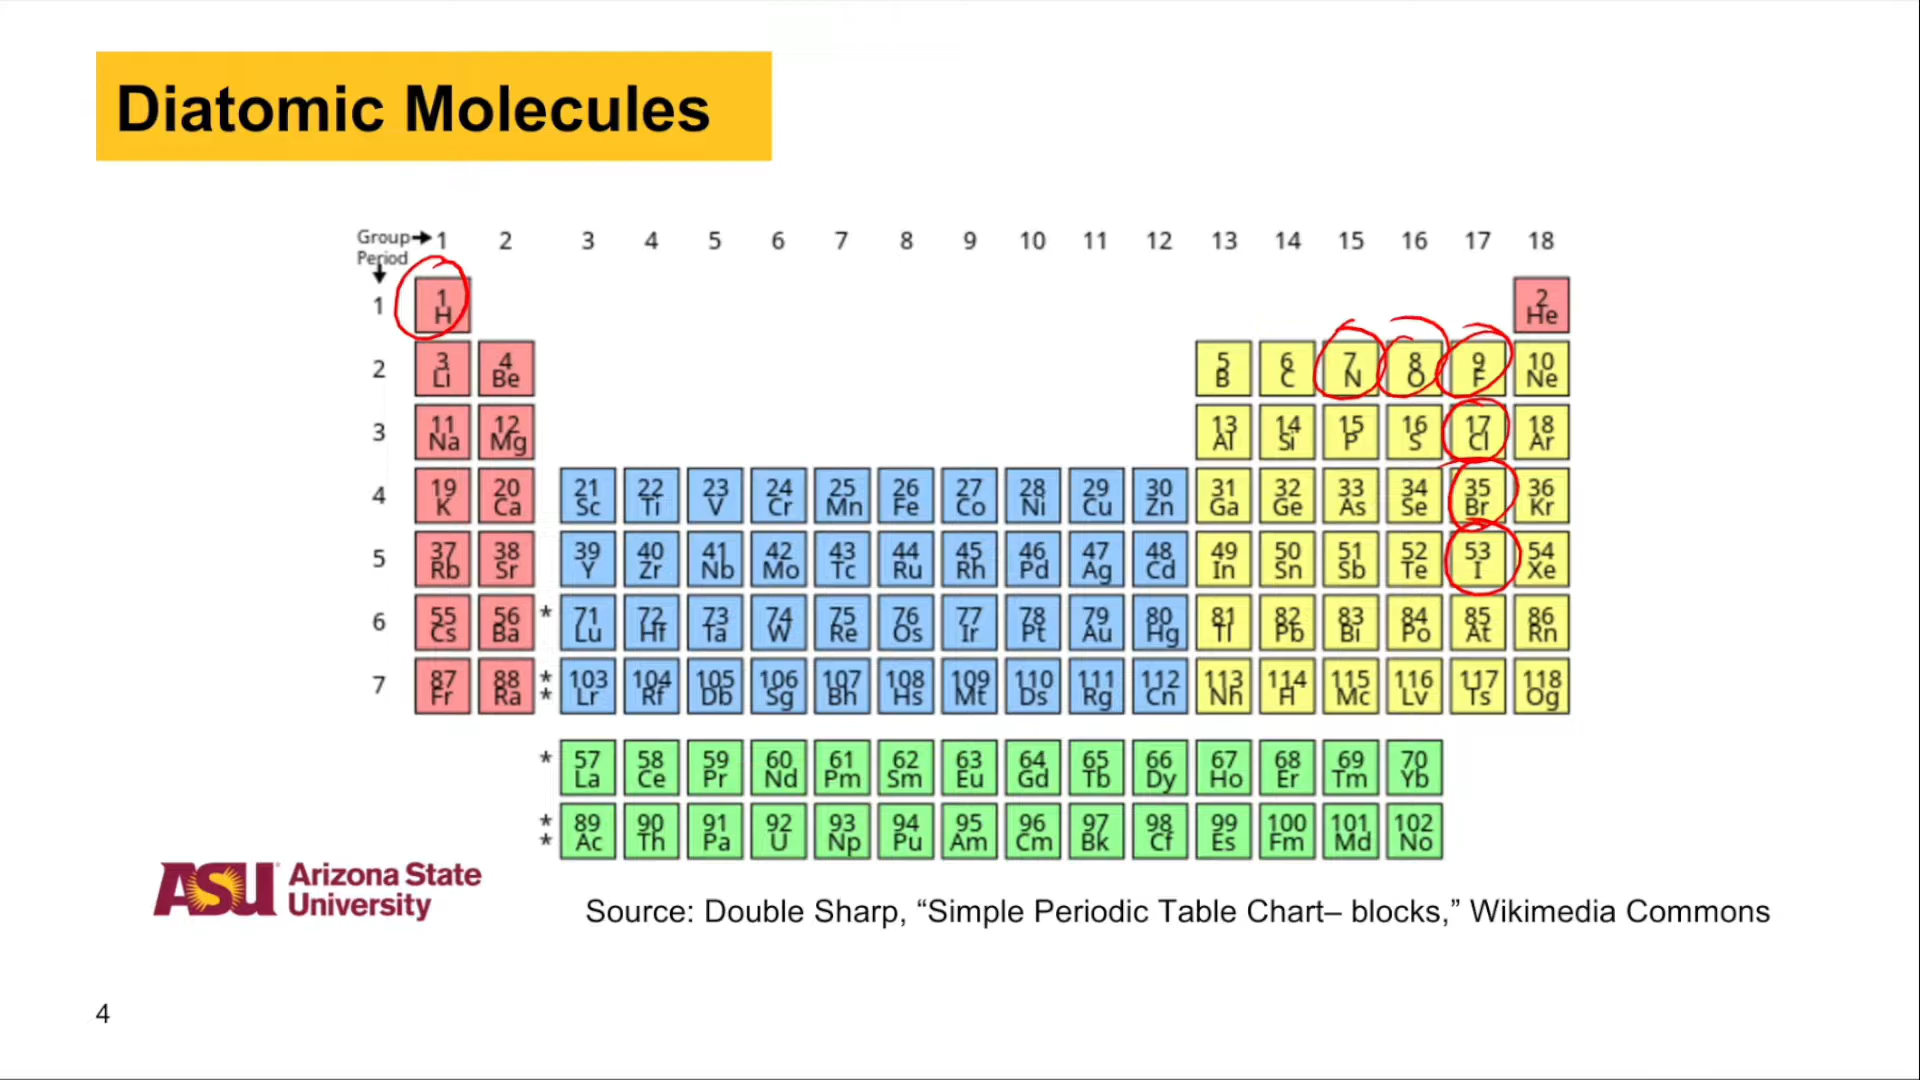 Diatomic Molecules
Group 1 2 3 4 5 6 7 8 9 10 11 12 13 14 15 16 17 18
Period
1 1 H 2 He
2 3 Li 4 Be 5 B 6 C 7 N 8 O 9 F 10 Ne
3 11 Na 12 Mg 13 Al 14 Si 15 P 16 S 17 Cl 18 Ar
4 19 K 20 Ca 21 Sc 22 Ti 23 V 24 Cr 25 Mn 26 Fe 27 Co 28 Ni 29 Cu 30 Zn 31 Ga 32 Ge 33 As 34 Se 35 Br 36 Kr
5 37 Rb 38 Sr 39 Y 40 Zr 41 Nb 42 Mo 43 Tc 44 Ru 45 Rh 46 Pd 47 Ag 48 Cd 49 In 50 Sn 51 Sb 52 Te 53 I 54 Xe
6 55 Cs 56 Ba * 71 Lu 72 Hf 73 Ta 74 W 75 Re 76 Os 77 Ir 78 Pt 79 Au 80 Hg 81 Tl 82 Pb 83 Bi 84 Po 85 At 86 Rn
7 87 Fr 88 Ra ** 103 Lr 104 Rf 105 Db 106 Sg 107 Bh 108 Hs 109 Mt 110 Ds 111 Rg 112 Cn 113 Nh 114 Fl 115 Mc 116 Lv 117 Ts 118 Og
* 57 La 58 Ce 59 Pr 60 Nd 61 Pm 62 Sm 63 Eu 64 Gd 65 Tb 66 Dy 67 Ho 68 Er 69 Tm 70 Yb
** 89 Ac 90 Th 91 Pa 92 U 93 Np 94 Pu 95 Am 96 Cm 97 Bk 98 Cf 99 Es 100 Fm 101 Md 102 No
ASU Arizona State
University
Source: Double Sharp, “Simple Periodic Table Chart– blocks,” Wikimedia Commons
4